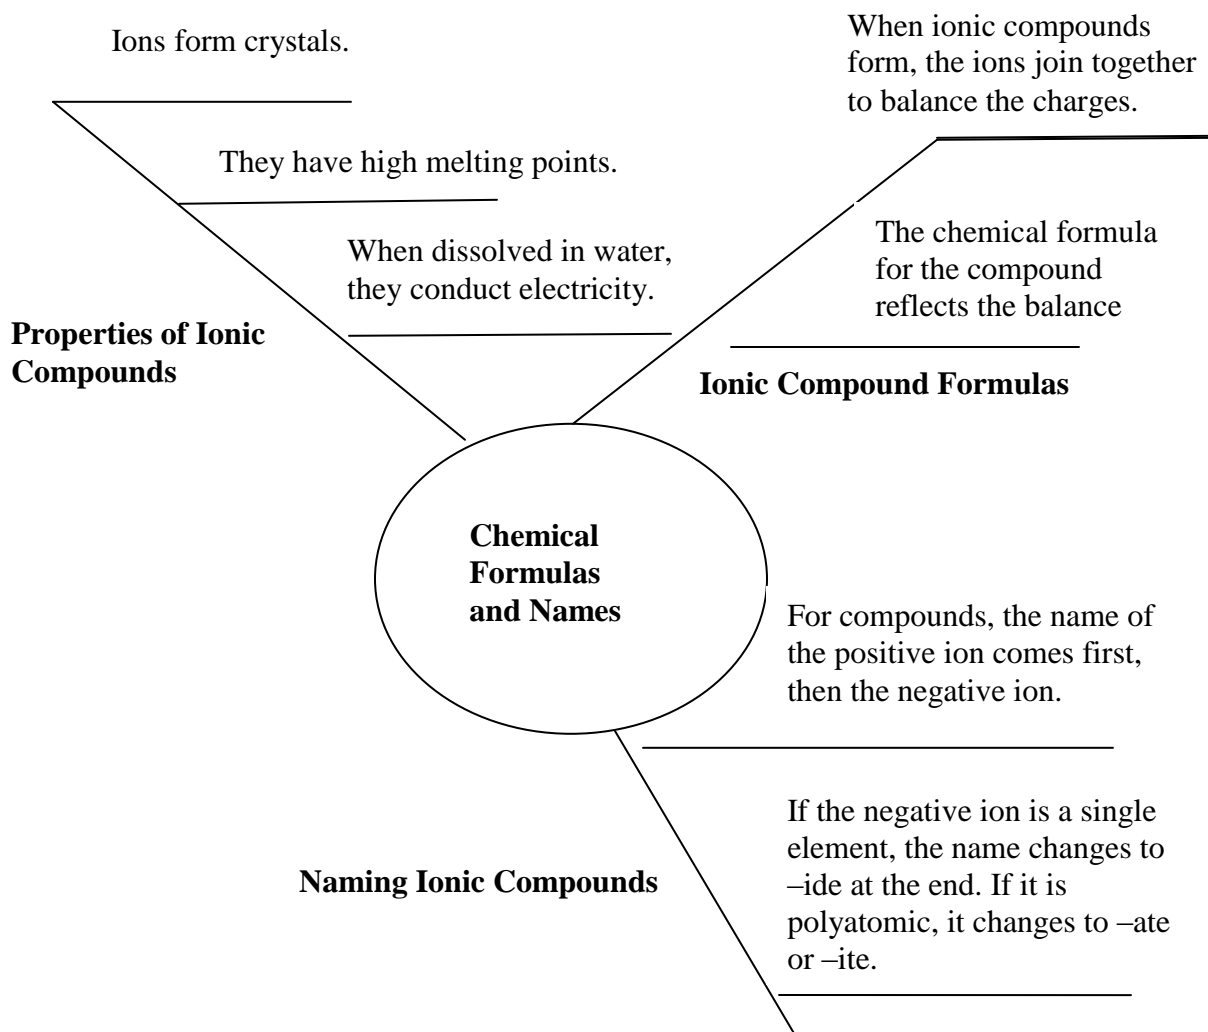 Ions form crystals.
When ionic compounds
form, the ions join together
to balance the charges.
They have high melting points.
The chemical formula
for the compound
reflects the balance
When dissolved in water,
they conduct electricity.
Properties of Ionic
Compounds
Ionic Compound Formulas
Chemical
Formulas
and Names
For compounds, the name of
the positive ion comes first,
then the negative ion.
If the negative ion is a single
element, the name changes to
–ide at the end. If it is
polyatomic, it changes to –ate
or –ite.
Naming Ionic Compounds